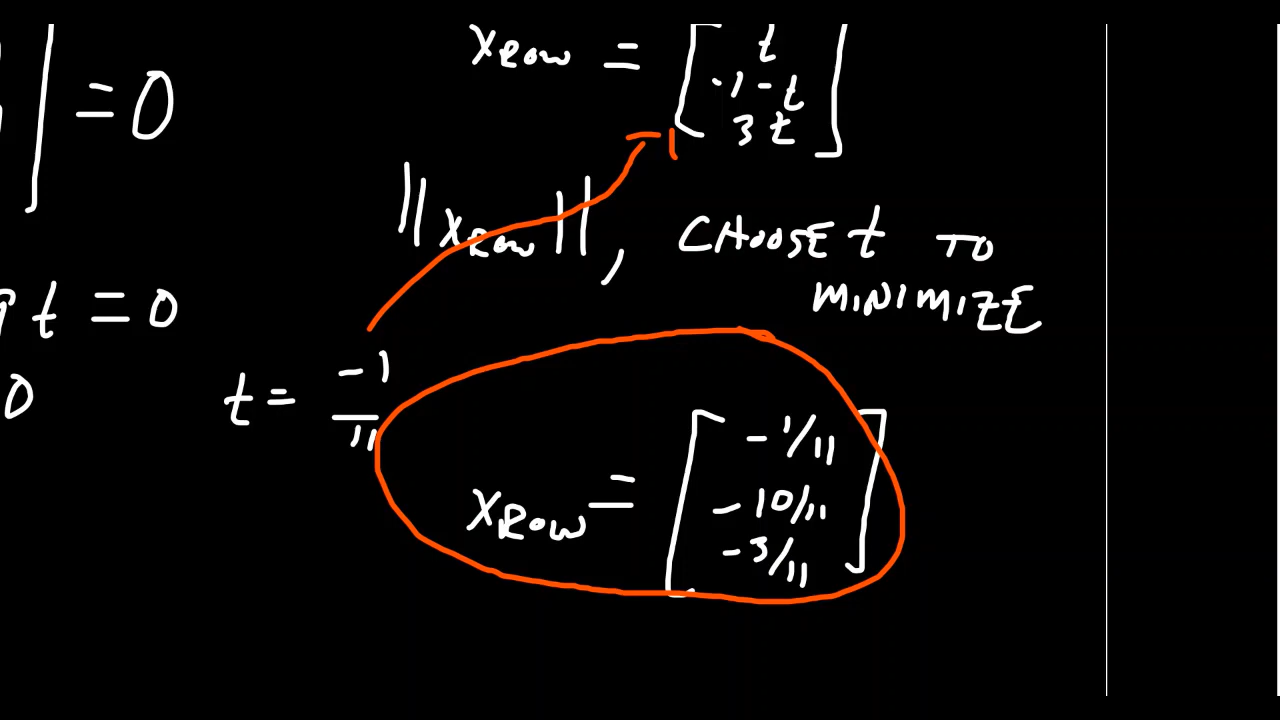 x_Row = [ t
-1 - t
3t ]
= 0
||x_Row||, CHOOSE t TO
MINIMIZE
t = 0
0
t = -1/11
x_Row = [ -1/11
-10/11
-3/11 ]